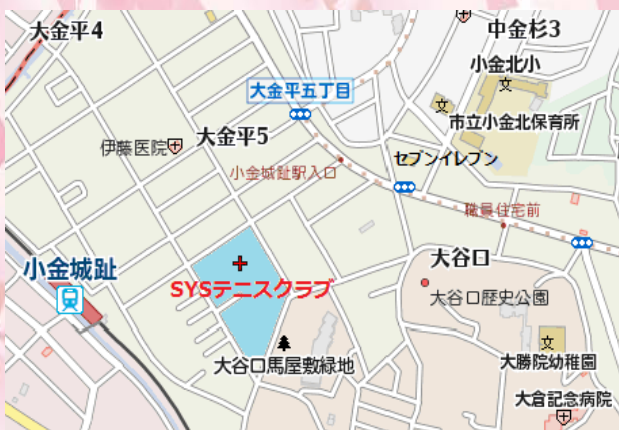 大金平4
中金杉3
小金北小
大金平五丁目
市立小金北保育所
大金平5
伊藤医院
セブンイレブン
小金城趾駅入口
職員住宅前
大谷口
小金城趾
SYSテニスクラブ
大谷口歴史公園
大谷口馬屋敷緑地
大勝院幼稚園
大倉記念病院